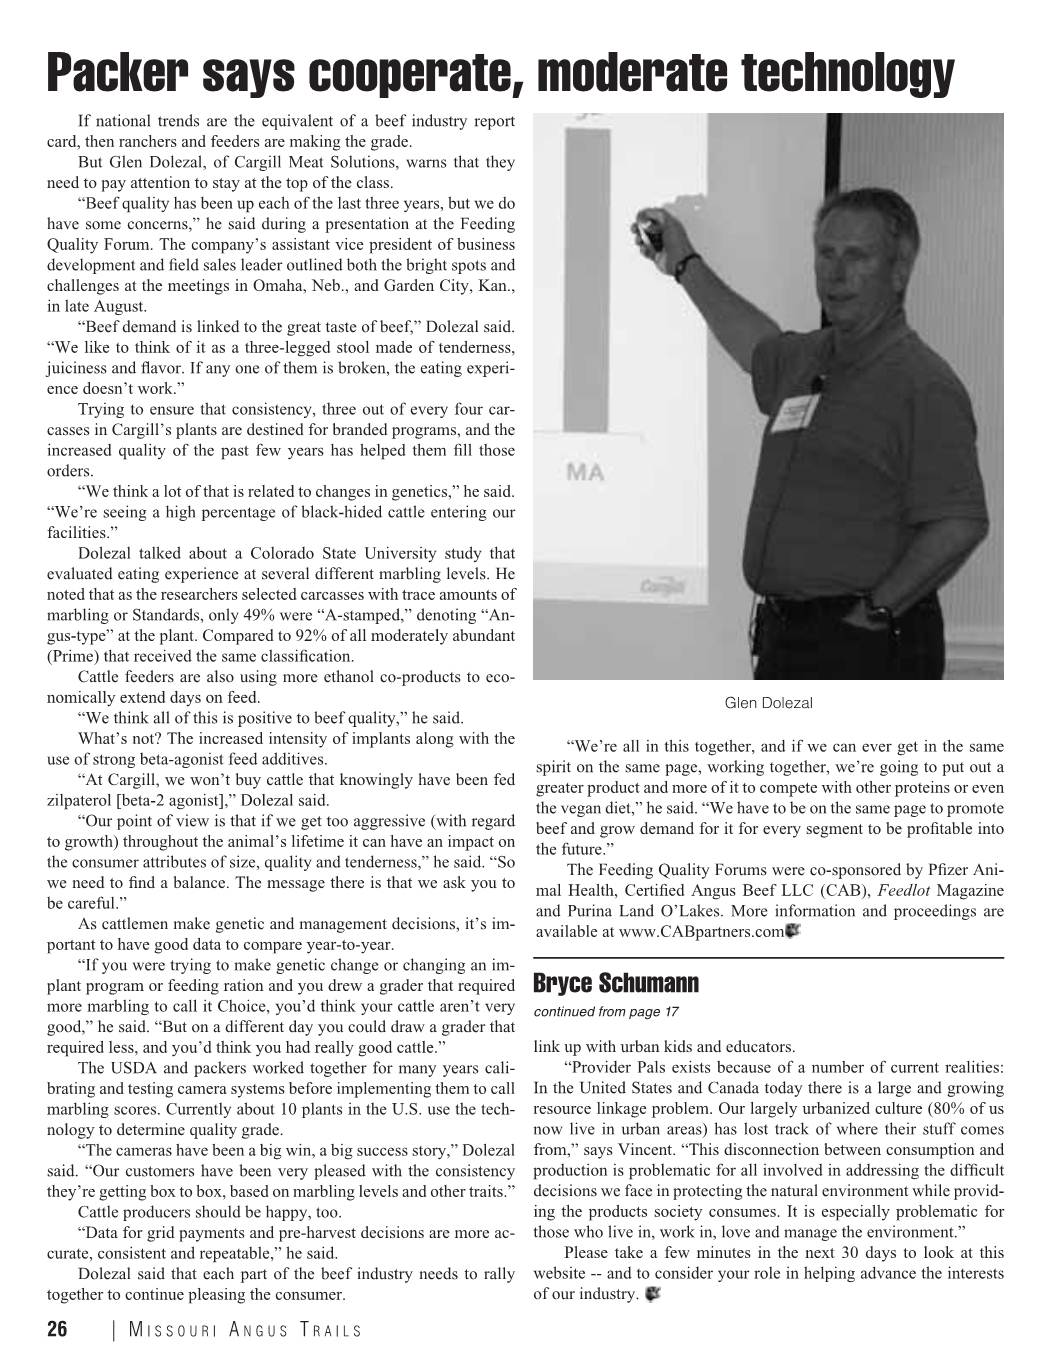 Packer says cooperate, moderate technology
If national trends are the equivalent of a beef industry report
card, then ranchers and feeders are making the grade.
But Glen Dolezal, of Cargill Meat Solutions, warns that they
need to pay attention to stay at the top of the class.
“Beef quality has been up each of the last three years, but we do
have some concerns,” he said during a presentation at the Feeding
Quality Forum. The company’s assistant vice president of business
development and field sales leader outlined both the bright spots and
challenges at the meetings in Omaha, Neb., and Garden City, Kan.,
in late August.
“Beef demand is linked to the great taste of beef,” Dolezal said.
“We like to think of it as a three-legged stool made of tenderness,
juiciness and flavor. If any one of them is broken, the eating experi-
ence doesn’t work.”
Trying to ensure that consistency, three out of every four car-
casses in Cargill’s plants are destined for branded programs, and the
increased quality of the past few years has helped them fill those
orders.
“We think a lot of that is related to changes in genetics,” he said.
“We’re seeing a high percentage of black-hided cattle entering our
facilities.”
Dolezal talked about a Colorado State University study that
evaluated eating experience at several different marbling levels. He
noted that as the researchers selected carcasses with trace amounts of
marbling or Standards, only 49% were “A-stamped,” denoting “An-
gus-type” at the plant. Compared to 92% of all moderately abundant
(Prime) that received the same classification.
Cattle feeders are also using more ethanol co-products to eco-
nomically extend days on feed.
“We think all of this is positive to beef quality,” he said.
What’s not? The increased intensity of implants along with the
use of strong beta-agonist feed additives.
“At Cargill, we won’t buy cattle that knowingly have been fed
zilpaterol [beta-2 agonist],” Dolezal said.
“Our point of view is that if we get too aggressive (with regard
to growth) throughout the animal’s lifetime it can have an impact on
the consumer attributes of size, quality and tenderness,” he said. “So
we need to find a balance. The message there is that we ask you to
be careful.”
As cattlemen make genetic and management decisions, it’s im-
portant to have good data to compare year-to-year.
“If you were trying to make genetic change or changing an im-
plant program or feeding ration and you drew a grader that required
more marbling to call it Choice, you’d think your cattle aren’t very
good,” he said. “But on a different day you could draw a grader that
required less, and you’d think you had really good cattle.”
The USDA and packers worked together for many years cali-
brating and testing camera systems before implementing them to call
marbling scores. Currently about 10 plants in the U.S. use the tech-
nology to determine quality grade.
“The cameras have been a big win, a big success story,” Dolezal
said. “Our customers have been very pleased with the consistency
they’re getting box to box, based on marbling levels and other traits.”
Cattle producers should be happy, too.
“Data for grid payments and pre-harvest decisions are more ac-
curate, consistent and repeatable,” he said.
Dolezal said that each part of the beef industry needs to rally
together to continue pleasing the consumer.
MA
Cargill
Glen Dolezal
“We’re all in this together, and if we can ever get in the same
spirit on the same page, working together, we’re going to put out a
greater product and more of it to compete with other proteins or even
the vegan diet,” he said. “We have to be on the same page to promote
beef and grow demand for it for every segment to be profitable into
the future.”
The Feeding Quality Forums were co-sponsored by Pfizer Ani-
mal Health, Certified Angus Beef LLC (CAB), Feedlot Magazine
and Purina Land O’Lakes. More information and proceedings are
available at www.CABpartners.com
Bryce Schumann
continued from page 17
link up with urban kids and educators.
“Provider Pals exists because of a number of current realities:
In the United States and Canada today there is a large and growing
resource linkage problem. Our largely urbanized culture (80% of us
now live in urban areas) has lost track of where their stuff comes
from,” says Vincent. “This disconnection between consumption and
production is problematic for all involved in addressing the difficult
decisions we face in protecting the natural environment while provid-
ing the products society consumes. It is especially problematic for
those who live in, work in, love and manage the environment.”
Please take a few minutes in the next 30 days to look at this
website -- and to consider your role in helping advance the interests
of our industry.
26 | Missouri Angus Trails